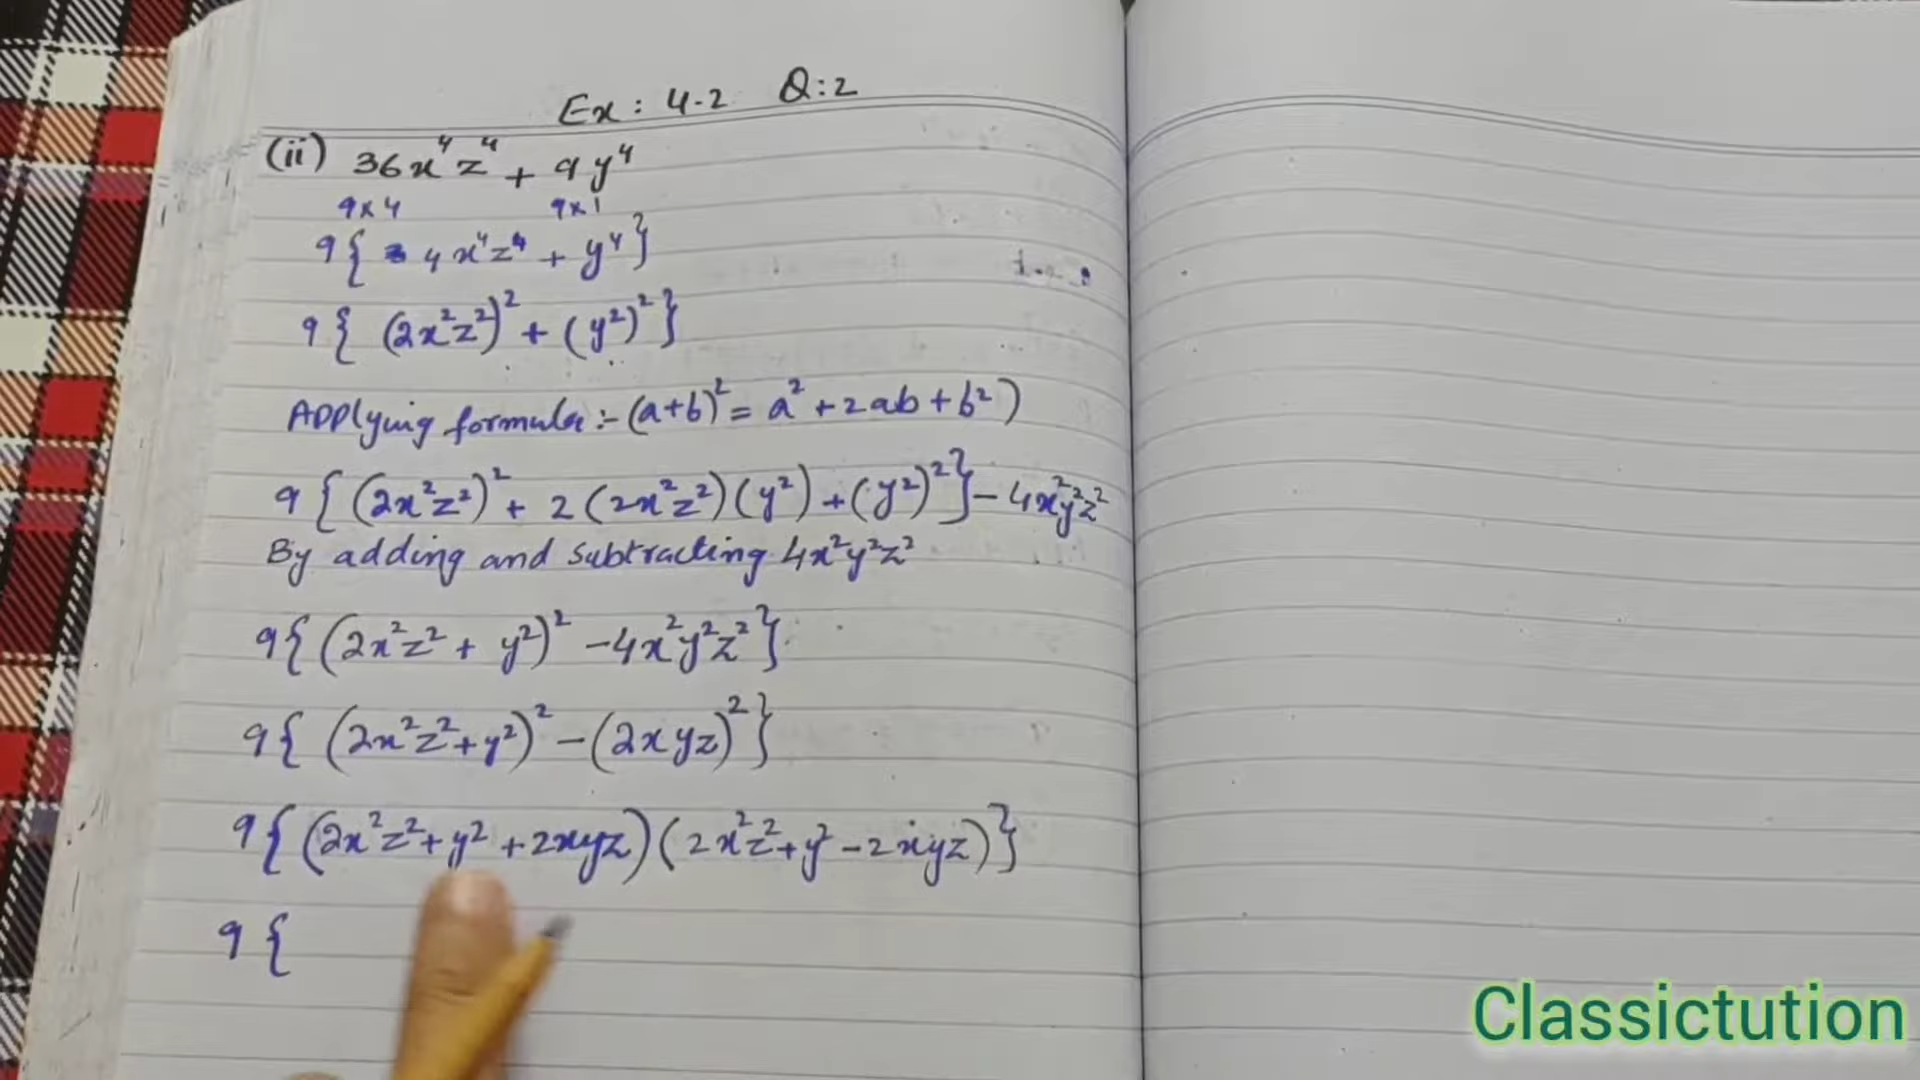 Ex : 4.2 Q:2
(ii) 36x⁴z⁴ + 9y⁴
9×4 9×1
9{ 4x⁴z⁴ + y⁴}
9{ (2x²z²)² + (y²)²}
Applying formula :- (a+b)² = a² + 2ab + b²)
9{ (2x²z²)² + 2(2x²z²)(y²) + (y²)²} - 4x²y²z²
By adding and subtracting 4x²y²z²
9{ (2x²z² + y²)² - 4x²y²z²}
9{ (2x²z² + y²)² - (2xyz)²}
9{ (2x²z² + y² + 2xyz)(2x²z² + y² - 2xyz)}
9{
Classictution